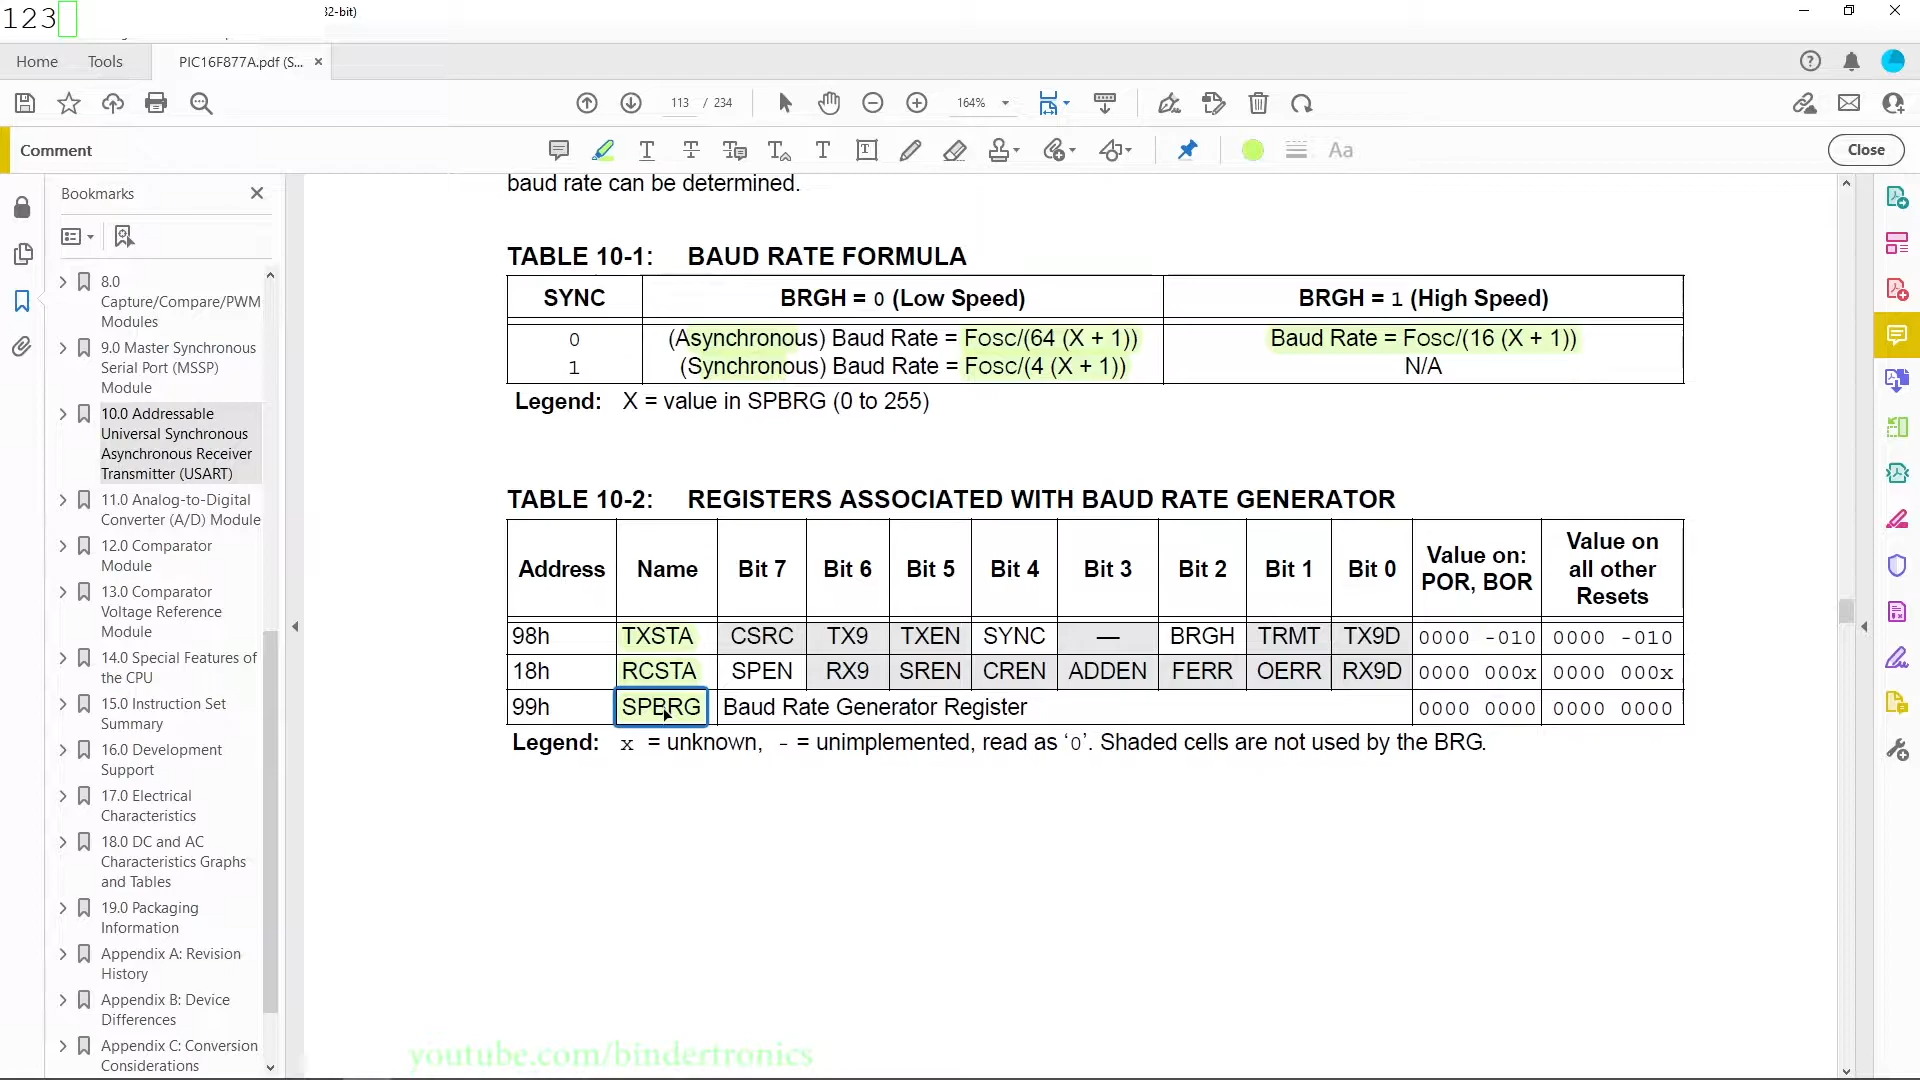 123
32-bit)
Home
Tools
PIC16F877A.pdf (S...
113 / 234
164%
Comment
Aa
Close
Bookmarks
8.0
Capture/Compare/PWM
Modules
9.0 Master Synchronous
Serial Port (MSSP)
Module
10.0 Addressable
Universal Synchronous
Asynchronous Receiver
Transmitter (USART)
11.0 Analog-to-Digital
Converter (A/D) Module
12.0 Comparator
Module
13.0 Comparator
Voltage Reference
Module
14.0 Special Features of
the CPU
15.0 Instruction Set
Summary
16.0 Development
Support
17.0 Electrical
Characteristics
18.0 DC and AC
Characteristics Graphs
and Tables
19.0 Packaging
Information
Appendix A: Revision
History
Appendix B: Device
Differences
Appendix C: Conversion
Considerations
baud rate can be determined.
TABLE 10-1: BAUD RATE FORMULA
SYNC BRGH = 0 (Low Speed) BRGH = 1 (High Speed)
0 (Asynchronous) Baud Rate = Fosc/(64 (X + 1)) Baud Rate = Fosc/(16 (X + 1))
1 (Synchronous) Baud Rate = Fosc/(4 (X + 1)) N/A
Legend: X = value in SPBRG (0 to 255)
TABLE 10-2: REGISTERS ASSOCIATED WITH BAUD RATE GENERATOR
Address Name Bit 7 Bit 6 Bit 5 Bit 4 Bit 3 Bit 2 Bit 1 Bit 0 Value on: POR, BOR Value on all other Resets
98h TXSTA CSRC TX9 TXEN SYNC — BRGH TRMT TX9D 0000 -010 0000 -010
18h RCSTA SPEN RX9 SREN CREN ADDEN FERR OERR RX9D 0000 000x 0000 000x
99h SPBRG Baud Rate Generator Register 0000 0000 0000 0000
Legend: x = unknown, - = unimplemented, read as ‘0’. Shaded cells are not used by the BRG.
youtube.com/bindertronics